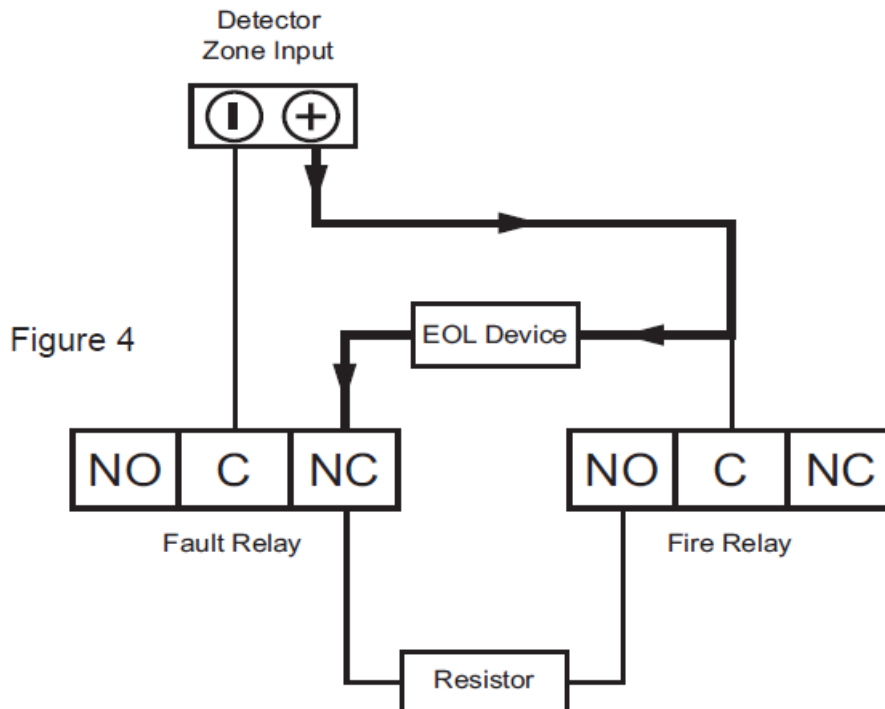 Detector
Zone Input
EOL Device
Figure 4
NO C NC
NO C NC
Fault Relay
Fire Relay
Resistor